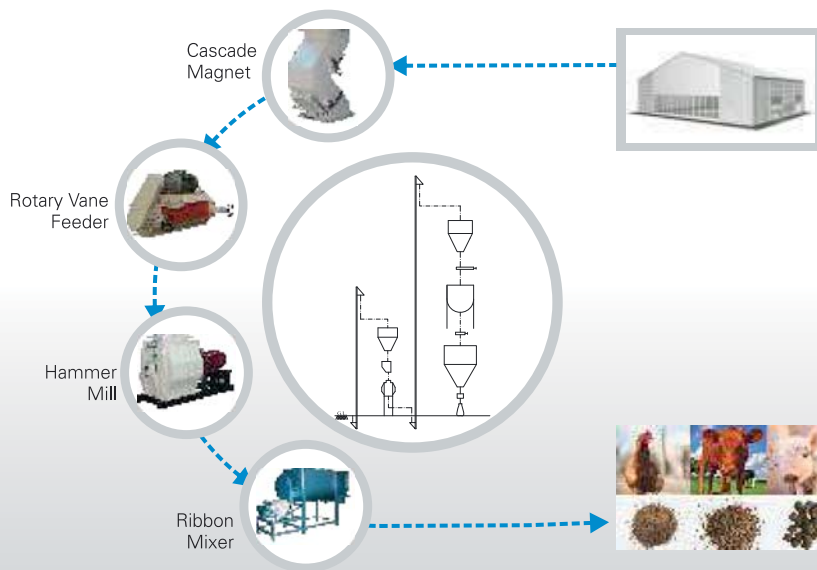 Cascade
Magnet
Rotary Vane
Feeder
Hammer
Mill
Ribbon
Mixer